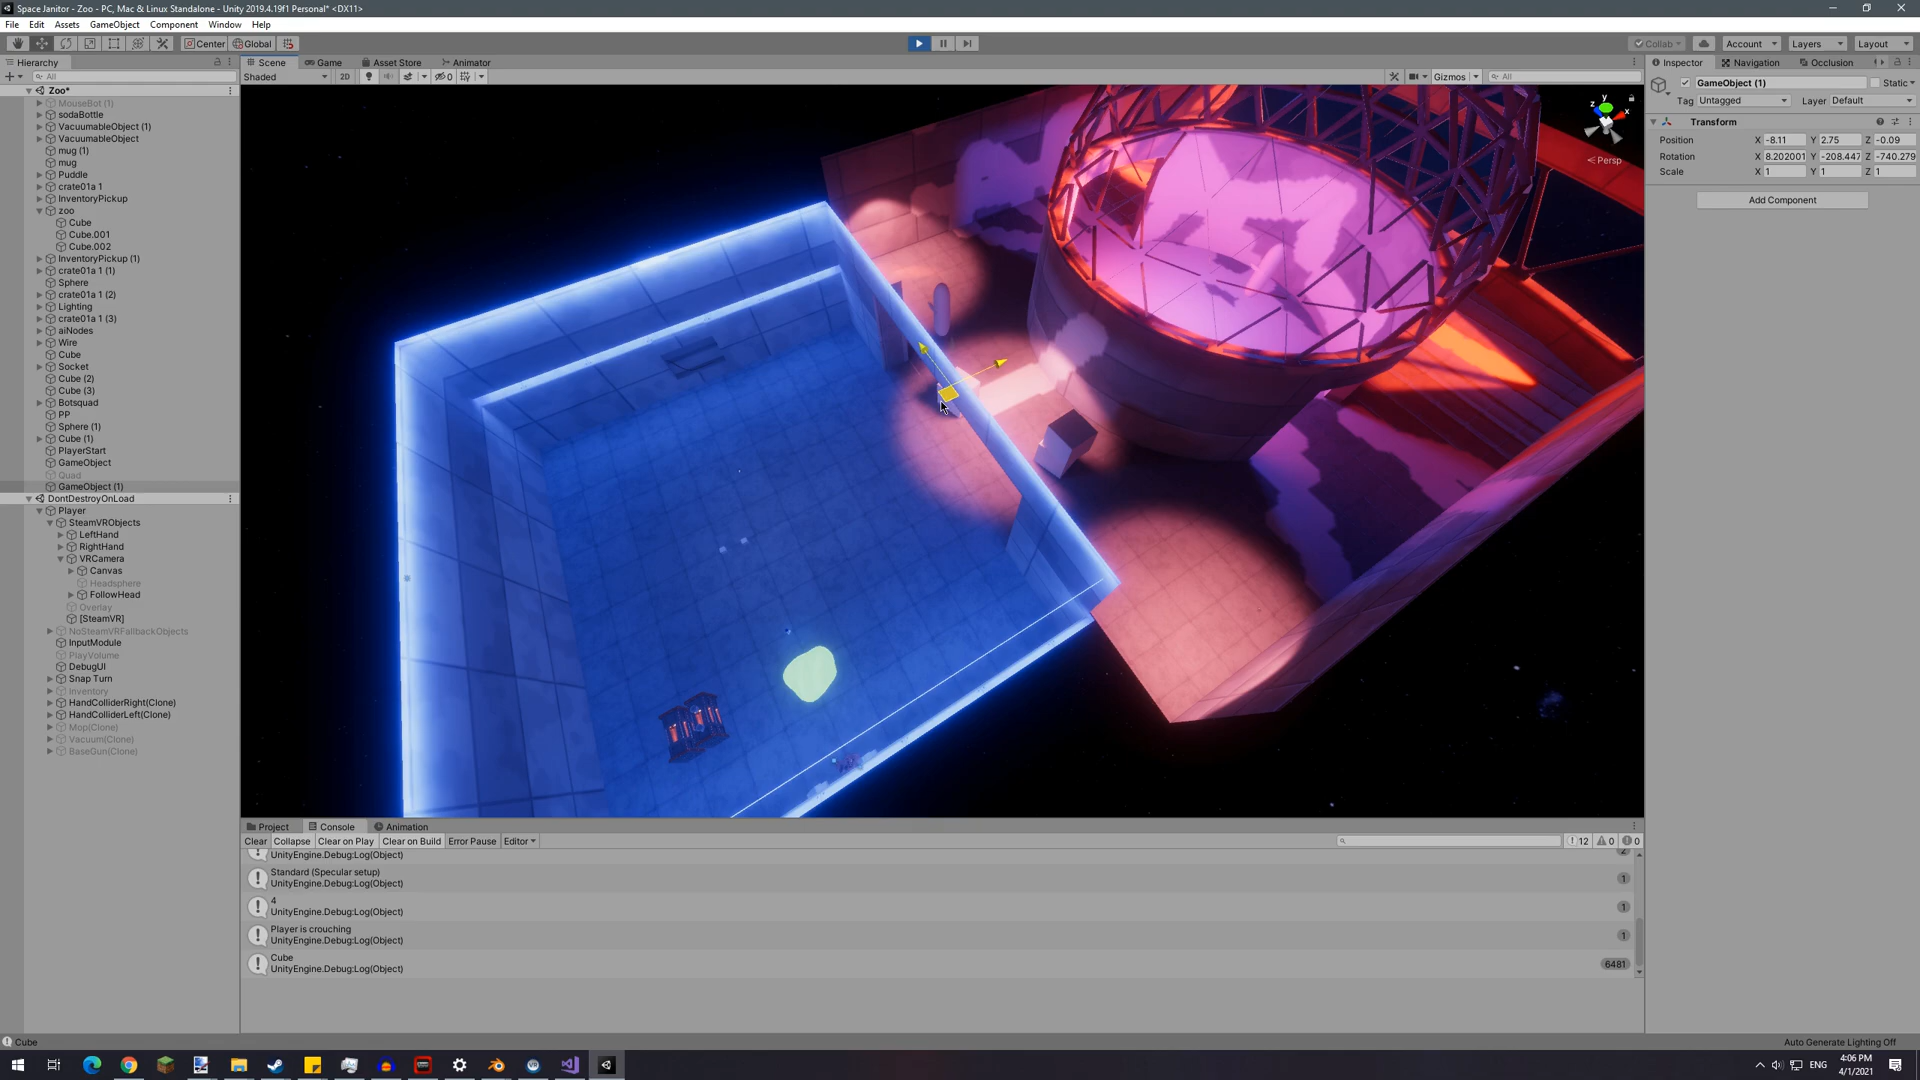 Space Janitor - Zoo - PC, Mac & Linux Standalone - Unity 2019.4.19f1 Personal* <DX11>
File Edit Assets GameObject Component Window Help
Center Global Collab Account Layers Layout
Hierarchy
All
Zoo*
MouseBot (1)
sodaBottle
VacuumableObject (1)
VacuumableObject
mug (1)
mug
Puddle
crate01a 1
InventoryPickup
zoo
Cube
Cube.001
Cube.002
InventoryPickup (1)
crate01a 1 (1)
Sphere
crate01a 1 (2)
Lighting
crate01a 1 (3)
aiNodes
Wire
Cube
Socket
Cube (2)
Cube (3)
Botsquad
PP
Sphere (1)
Cube (1)
PlayerStart
GameObject
Quad
GameObject (1)
DontDestroyOnLoad
Player
SteamVRObjects
LeftHand
RightHand
VRCamera
Canvas
Headsphere
FollowHead
Overlay
[SteamVR]
NoSteamVRFallbackObjects
InputModule
PlayVolume
DebugUI
Snap Turn
Inventory
HandColliderRight(Clone)
HandColliderLeft(Clone)
Mop(Clone)
Vacuum(Clone)
BaseGun(Clone)
Scene Game Asset Store Animator
Shaded 2D 0 Gizmos All
y
z
x
Persp
Project Console Animation
Clear Collapse Clear on Play Clear on Build Error Pause Editor 12 0 0
UnityEngine.Debug:Log(Object)
Standard (Specular setup)
UnityEngine.Debug:Log(Object)
1
4
UnityEngine.Debug:Log(Object)
1
Player is crouching
UnityEngine.Debug:Log(Object)
1
Cube
UnityEngine.Debug:Log(Object)
6481
Inspector Navigation Occlusion
GameObject (1) Static
Tag Untagged Layer Default
Transform
Position X -8.11 Y 2.75 Z -0.09
Rotation X 8.202001 Y -208.447 Z -740.279
Scale X 1 Y 1 Z 1
Add Component
Cube
Auto Generate Lighting Off
ENG
4:06 PM
4/1/2021